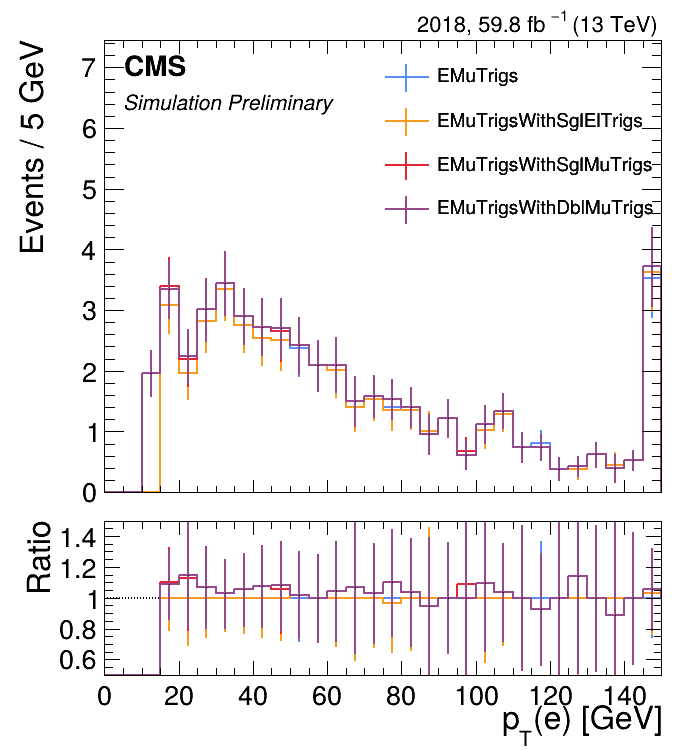 2018, 59.8 fb⁻¹ (13 TeV)
CMS
Simulation Preliminary
EMuTrigs
EMuTrigsWithSglElTrigs
EMuTrigsWithSglMuTrigs
EMuTrigsWithDblMuTrigs
Events / 5 GeV
7
6
5
4
3
2
1
0
Ratio
1.4
1.2
1
0.8
0.6
0 20 40 60 80 100 120 140
p_T(e) [GeV]